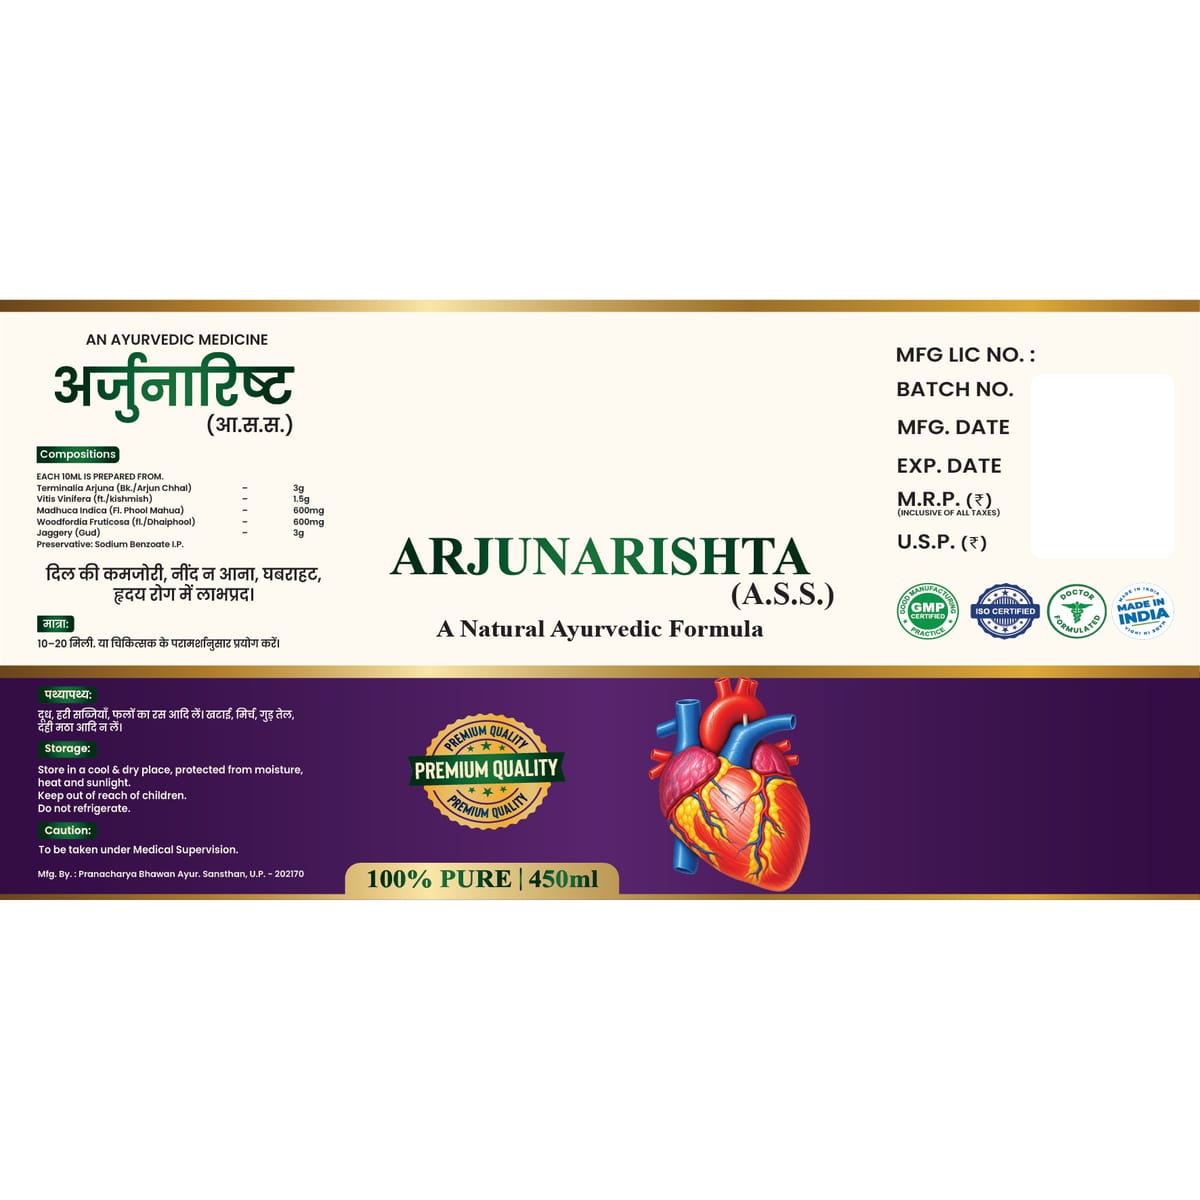 AN AYURVEDIC MEDICINE
अर्जुनारिष्ट
(आ.स.स.)
Compositions
EACH 10ML IS PREPARED FROM.
Terminalia Arjuna (Bk./Arjun Chhal) - 3g
Vitis Vinifera (ft./kishmish) - 1.5g
Madhuca Indica (Fl. Phool Mahua) - 600mg
Woodfordia Fruticosa (fl./Dhaiphool) - 600mg
Jaggery (Gud) - 3g
Preservative: Sodium Benzoate I.P.
दिल की कमजोरी, नींद न आना, घबराहट,
हृदय रोग में लाभप्रद।
मात्रा:
10-20 मिली. या चिकित्सक के परामर्शानुसार प्रयोग करें।
पथ्यापथ्य:
दूध, हरी सब्जियाँ, फलों का रस आदि लें। खटाई, मिर्च, गुड़ तेल,
दही मठा आदि न लें।
Storage:
Store in a cool & dry place, protected from moisture,
heat and sunlight.
Keep out of reach of children.
Do not refrigerate.
Caution:
To be taken under Medical Supervision.
Mfg. By. : Pranacharya Bhawan Ayur. Sansthan, U.P. - 202170
ARJUNARISHTA
(A.S.S.)
A Natural Ayurvedic Formula
PREMIUM QUALITY
PREMIUM QUALITY
PREMIUM QUALITY
100% PURE | 450ml
MFG LIC NO. :
BATCH NO.
MFG. DATE
EXP. DATE
M.R.P. (₹)
(INCLUSIVE OF ALL TAXES)
U.S.P. (₹)
GOOD MANUFACTURING
GMP
CERTIFIED
PRACTICE
ISO CERTIFIED
DOCTOR
FORMULATED
MADE IN INDIA
MADE IN
INDIA